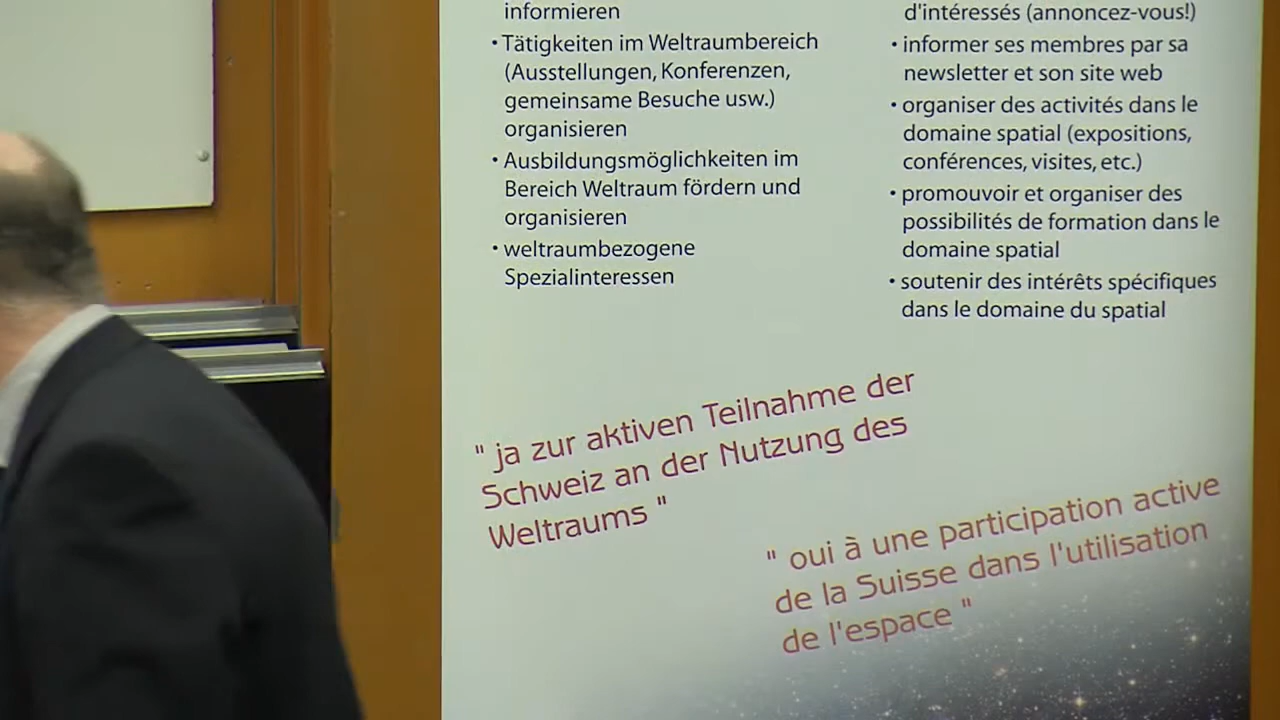 informieren
• Tätigkeiten im Weltraumbereich
(Ausstellungen, Konferenzen,
gemeinsame Besuche usw.)
organisieren
• Ausbildungsmöglichkeiten im
Bereich Weltraum fördern und
organisieren
• weltraumbezogene
Spezialinteressen
d'intéressés (annoncez-vous!)
• informer ses membres par sa
newsletter et son site web
• organiser des activités dans le
domaine spatial (expositions,
conférences, visites, etc.)
• promouvoir et organiser des
possibilités de formation dans le
domaine spatial
• soutenir des intérêts spécifiques
dans le domaine du spatial
" ja zur aktiven Teilnahme der
Schweiz an der Nutzung des
Weltraums "
" oui à une participation active
de la Suisse dans l'utilisation
de l'espace "